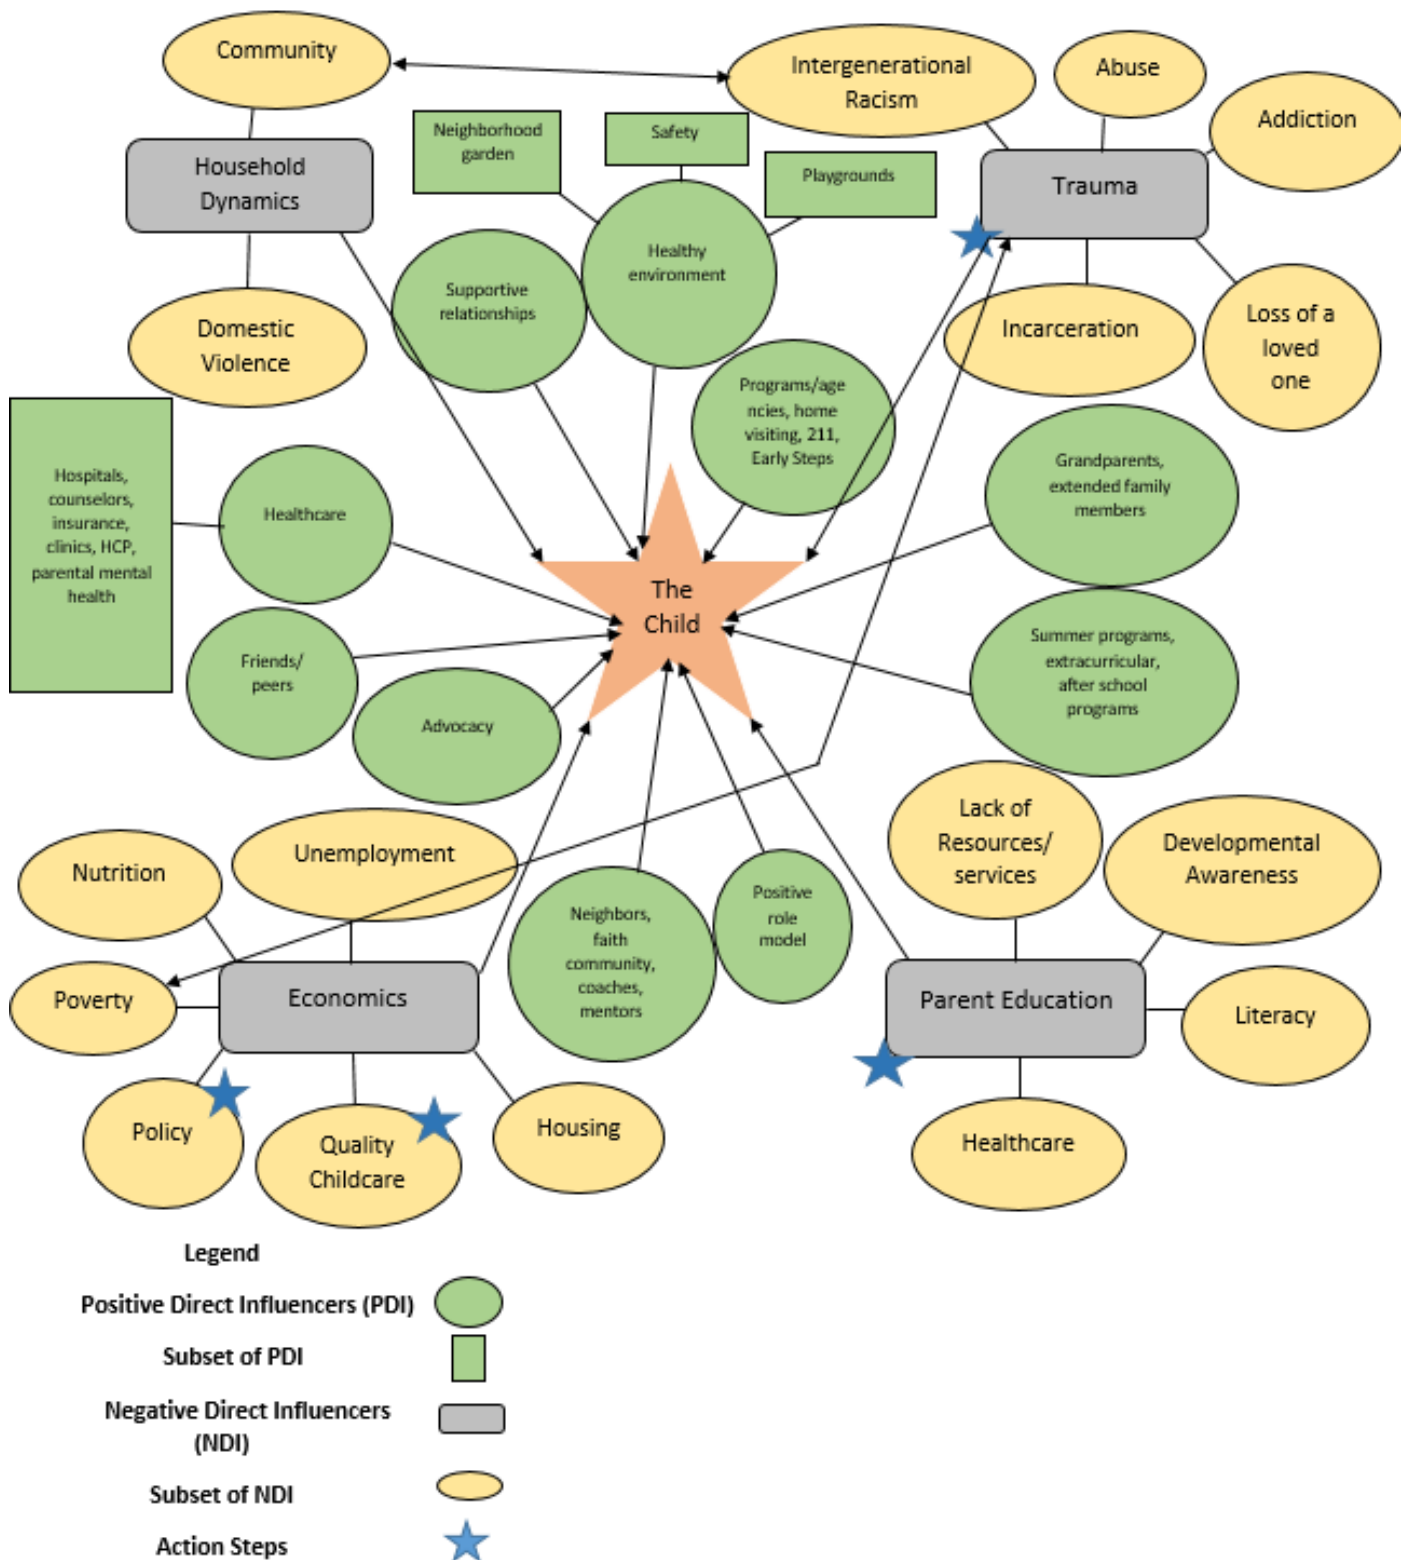 Community
Intergenerational
Racism
Abuse
Addiction
Neighborhood
garden
Safety
Playgrounds
Household
Dynamics
Trauma
Healthy
environment
Supportive
relationships
Domestic
Violence
Incarceration
Loss of a
loved
one
Programs/age
ncies, home
visiting, 211,
Early Steps
Hospitals,
counselors,
insurance,
clinics, HCP,
parental mental
health
Healthcare
Grandparents,
extended family
members
The
Child
Friends/
peers
Advocacy
Summer programs,
extracurricular,
after school
programs
Nutrition
Unemployment
Lack of
Resources/
services
Developmental
Awareness
Neighbors,
faith
community,
coaches,
mentors
Positive
role
model
Poverty
Economics
Parent Education
Literacy
Policy
Quality
Childcare
Housing
Healthcare
Legend
Positive Direct Influencers (PDI)
Subset of PDI
Negative Direct Influencers
(NDI)
Subset of NDI
Action Steps